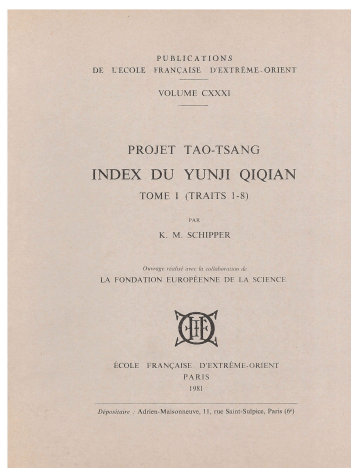 PUBLICATIONS
DE L'ÉCOLE FRANÇAISE D'EXTRÊME-ORIENT
VOLUME CXXXI
PROJET TAO-TSANG
INDEX DU YUNJI QIQIAN
TOME I (TRAITS 1-8)
PAR
K. M. SCHIPPER
Ouvrage réalisé avec la collaboration de
LA FONDATION EUROPÉENNE DE LA SCIENCE
ÉCOLE FRANÇAISE D'EXTRÊME-ORIENT
PARIS
1981
Dépositaire : Adrien-Maisonneuve, 11, rue Saint-Sulpice, Paris (6e)